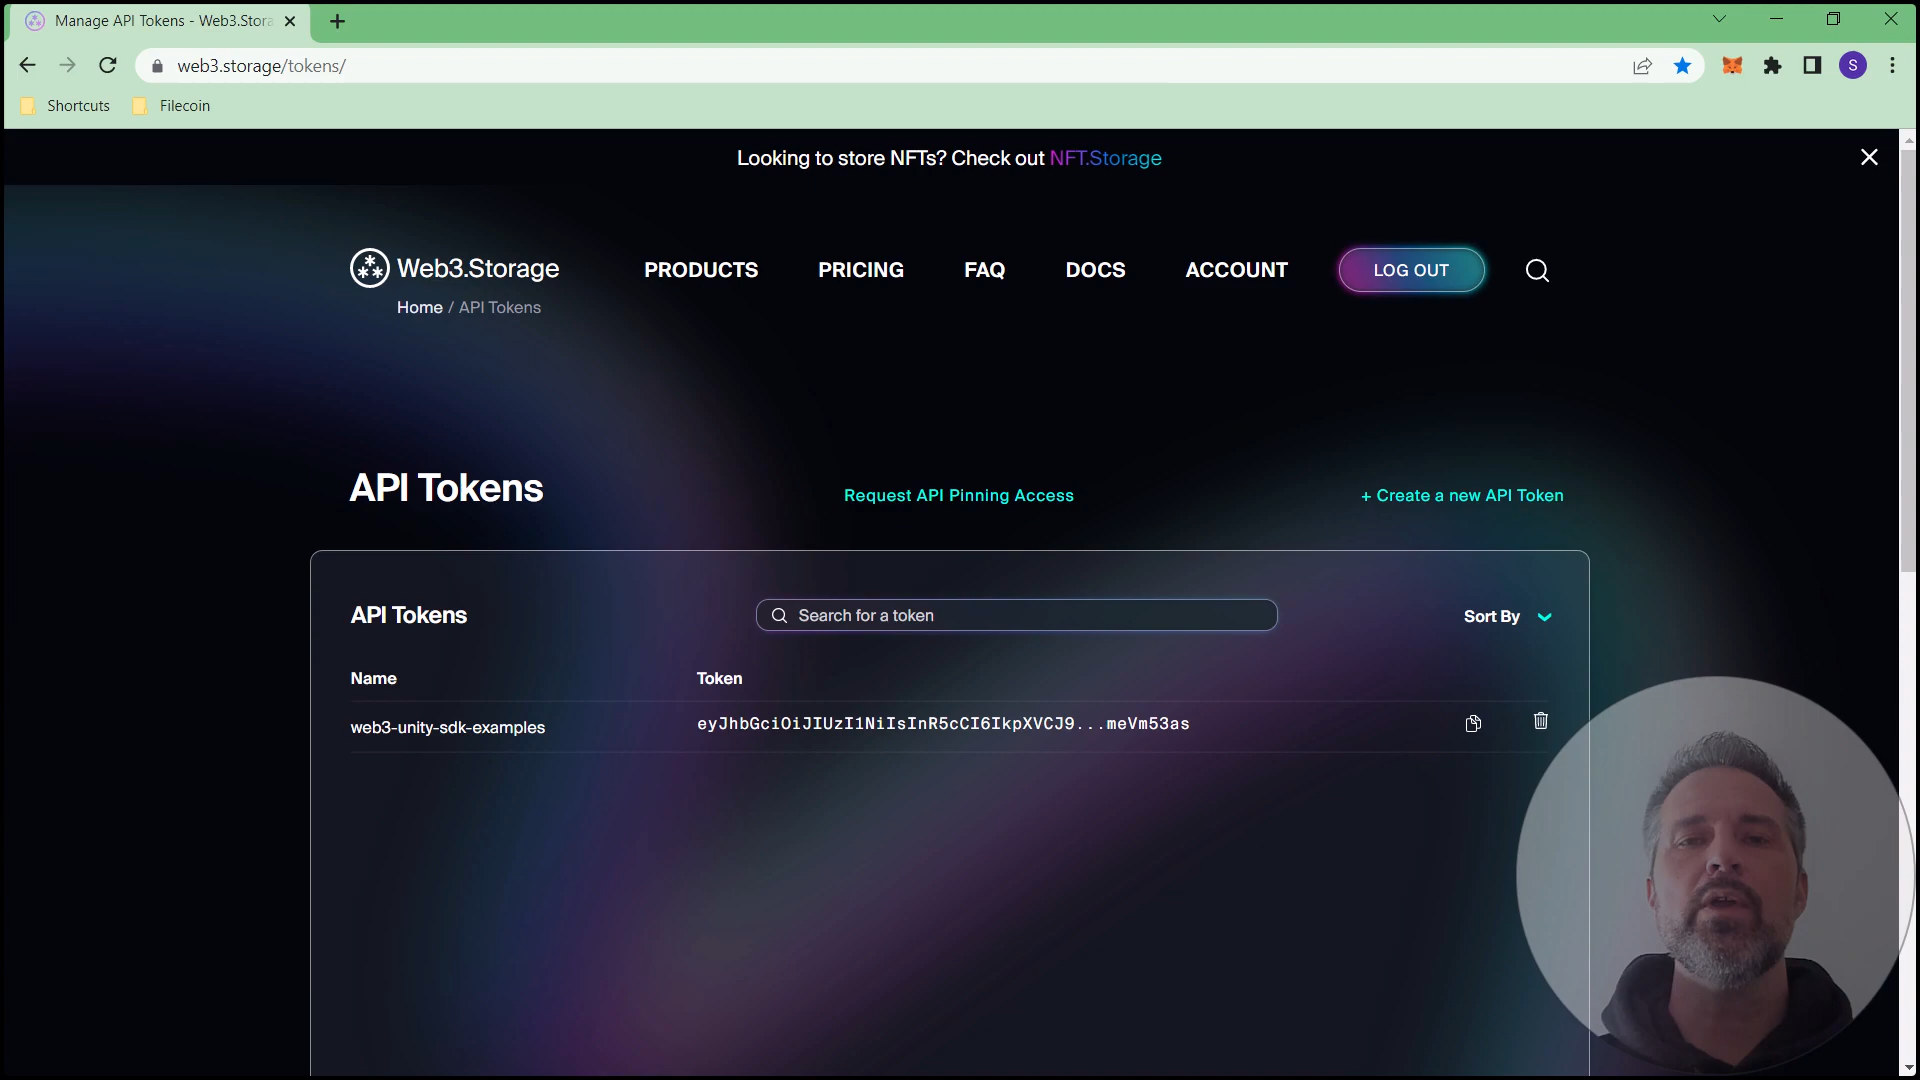 Manage API Tokens - Web3.Stora
web3.storage/tokens/
S
Shortcuts
Filecoin
Looking to store NFTs? Check out NFT.Storage
Web3.Storage
PRODUCTS
PRICING
FAQ
DOCS
ACCOUNT
LOG OUT
Home / API Tokens
API Tokens
Request API Pinning Access
+ Create a new API Token
API Tokens
Search for a token
Sort By
Name
Token
web3-unity-sdk-examples
eyJhbGciOiJIUzI1NiIsInR5cCI6IkpXVCJ9...meVm53as